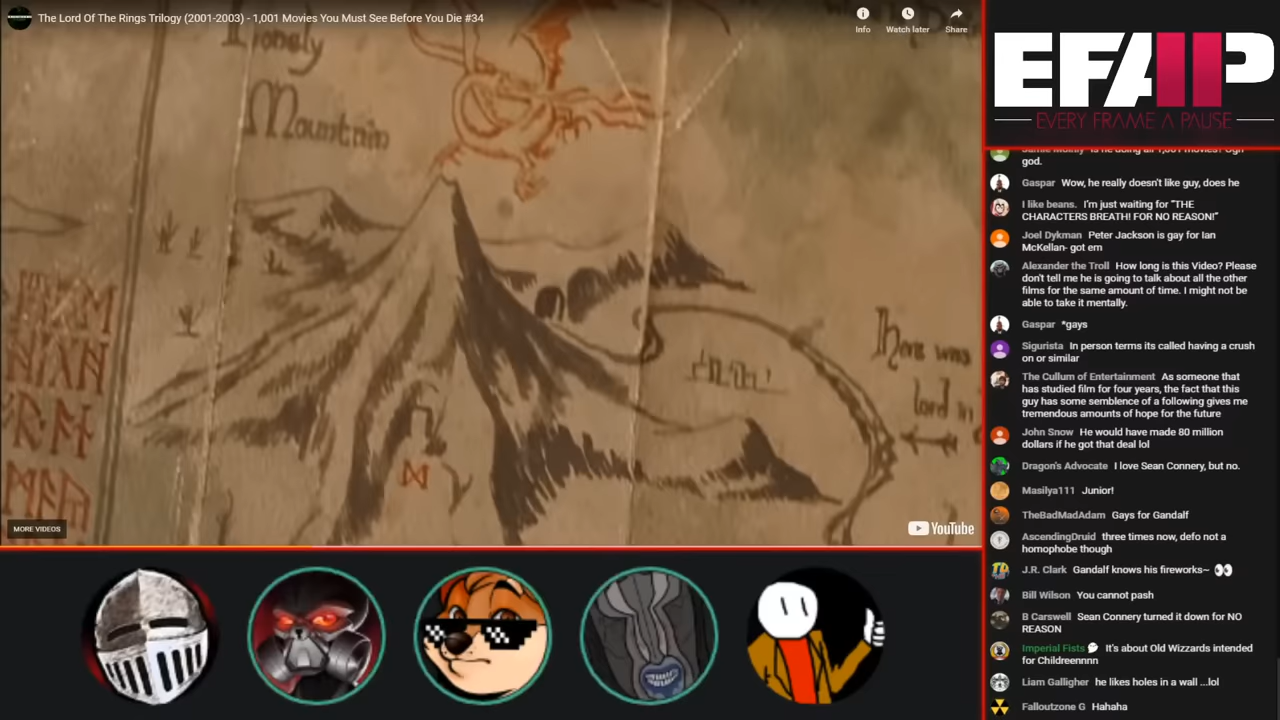 The Lord Of The Rings Trilogy (2001-2003) - 1,001 Movies You Must See Before You Die #34
Info
Watch later
Share
Lonely
Mountain
Here was
lord in
MORE VIDEOS
YouTube
EFAP
EVERY FRAME A PAUSE
god.
Gaspar Wow, he really doesn't like guy, does he
I like beans. I'm just waiting for "THE
CHARACTERS BREATH! FOR NO REASON!"
Joel Dykman Peter Jackson is gay for Ian
McKellan- got em
Alexander the Troll How long is this Video? Please
don't tell me he is going to talk about all the other
films for the same amount of time. I might not be
able to take it mentally.
Gaspar *gays
Sigurista In person terms its called having a crush
on or similar
The Cullum of Entertainment As someone that
has studied film for four years, the fact that this
guy has some semblence of a following gives me
tremendous amounts of hope for the future
John Snow He would have made 80 million
dollars if he got that deal lol
Dragon's Advocate I love Sean Connery, but no.
Masilya111 Junior!
TheBadMadAdam Gays for Gandalf
AscendingDruid three times now, defo not a
homophobe though
J.R. Clark Gandalf knows his fireworks~ 👀
Bill Wilson You cannot pash
B Carswell Sean Connery turned it down for NO
REASON
Imperial Fists It's about Old Wizzards intended
for Childreennnn
Liam Galligher he likes holes in a wall ...lol
Falloutzone G Hahaha